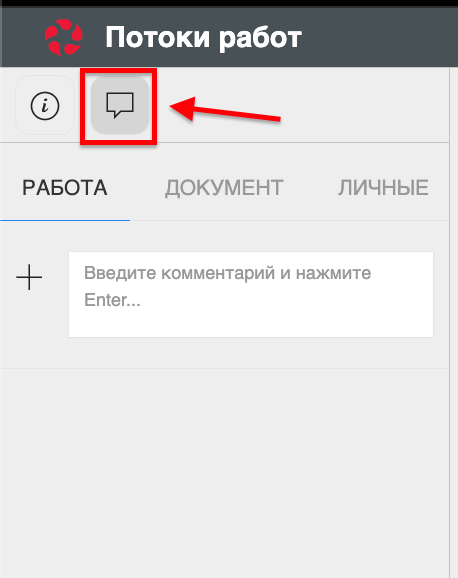 Потоки работ
РАБОТА ДОКУМЕНТ ЛИЧНЫЕ
Введите комментарий и нажмите
Enter...